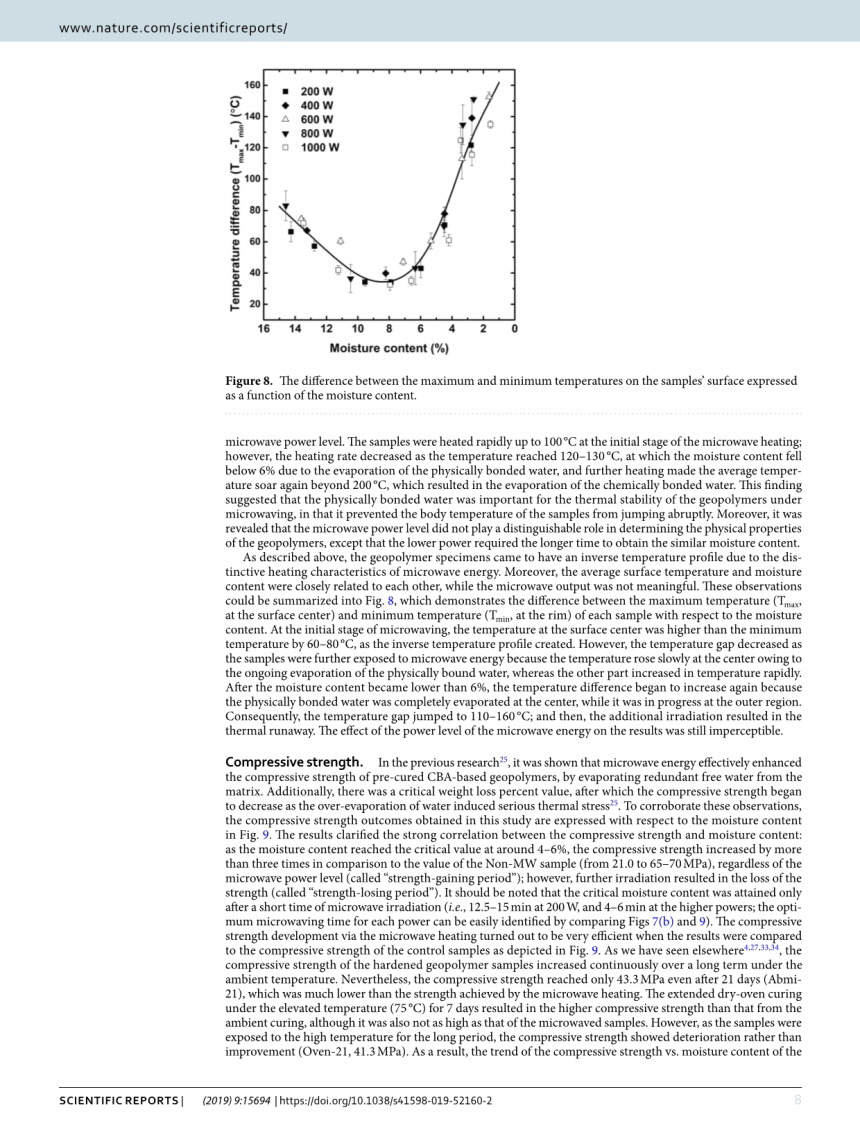 www.nature.com/scientificreports/
160
140
120
100
80
60
40
20
Temperature difference (Tmax-Tmin) (°C)
200 W
400 W
600 W
800 W
1000 W
16 14 12 10 8 6 4 2 0
Moisture content (%)
Figure 8. The difference between the maximum and minimum temperatures on the samples' surface expressed
as a function of the moisture content.
microwave power level. The samples were heated rapidly up to 100 °C at the initial stage of the microwave heating;
however, the heating rate decreased as the temperature reached 120–130 °C, at which the moisture content fell
below 6% due to the evaporation of the physically bonded water, and further heating made the average temper-
ature soar again beyond 200 °C, which resulted in the evaporation of the chemically bonded water. This finding
suggested that the physically bonded water was important for the thermal stability of the geopolymers under
microwaving, in that it prevented the body temperature of the samples from jumping abruptly. Moreover, it was
revealed that the microwave power level did not play a distinguishable role in determining the physical properties
of the geopolymers, except that the lower power required the longer time to obtain the similar moisture content.
As described above, the geopolymer specimens came to have an inverse temperature profile due to the dis-
tinctive heating characteristics of microwave energy. Moreover, the average surface temperature and moisture
content were closely related to each other, while the microwave output was not meaningful. These observations
could be summarized into Fig. 8, which demonstrates the difference between the maximum temperature (Tmax,
at the surface center) and minimum temperature (Tmin, at the rim) of each sample with respect to the moisture
content. At the initial stage of microwaving, the temperature at the surface center was higher than the minimum
temperature by 60–80 °C, as the inverse temperature profile created. However, the temperature gap decreased as
the samples were further exposed to microwave energy because the temperature rose slowly at the center owing to
the ongoing evaporation of the physically bound water, whereas the other part increased in temperature rapidly.
After the moisture content became lower than 6%, the temperature difference began to increase again because
the physically bonded water was completely evaporated at the center, while it was in progress at the outer region.
Consequently, the temperature gap jumped to 110–160 °C; and then, the additional irradiation resulted in the
thermal runaway. The effect of the power level of the microwave energy on the results was still imperceptible.
Compressive strength. In the previous research25, it was shown that microwave energy effectively enhanced
the compressive strength of pre-cured CBA-based geopolymers, by evaporating redundant free water from the
matrix. Additionally, there was a critical weight loss percent value, after which the compressive strength began
to decrease as the over-evaporation of water induced serious thermal stress25. To corroborate these observations,
the compressive strength outcomes obtained in this study are expressed with respect to the moisture content
in Fig. 9. The results clarified the strong correlation between the compressive strength and moisture content:
as the moisture content reached the critical value at around 4–6%, the compressive strength increased by more
than three times in comparison to the value of the Non-MW sample (from 21.0 to 65–70 MPa), regardless of the
microwave power level (called "strength-gaining period"); however, further irradiation resulted in the loss of the
strength (called "strength-losing period"). It should be noted that the critical moisture content was attained only
after a short time of microwave irradiation (i.e., 12.5–15 min at 200 W, and 4–6 min at the higher powers; the opti-
mum microwaving time for each power can be easily identified by comparing Figs 7(b) and 9). The compressive
strength development via the microwave heating turned out to be very efficient when the results were compared
to the compressive strength of the control samples as depicted in Fig. 9. As we have seen elsewhere4,27,33,34, the
compressive strength of the hardened geopolymer samples increased continuously over a long term under the
ambient temperature. Nevertheless, the compressive strength reached only 43.3 MPa even after 21 days (Abmi-
21), which was much lower than the strength achieved by the microwave heating. The extended dry-oven curing
under the elevated temperature (75 °C) for 7 days resulted in the higher compressive strength than that from the
ambient curing, although it was also not as high as that of the microwaved samples. However, as the samples were
exposed to the high temperature for the long period, the compressive strength showed deterioration rather than
improvement (Oven-21, 41.3 MPa). As a result, the trend of the compressive strength vs. moisture content of the
SCIENTIFIC REPORTS | (2019) 9:15694 | https://doi.org/10.1038/s41598-019-52160-2 8